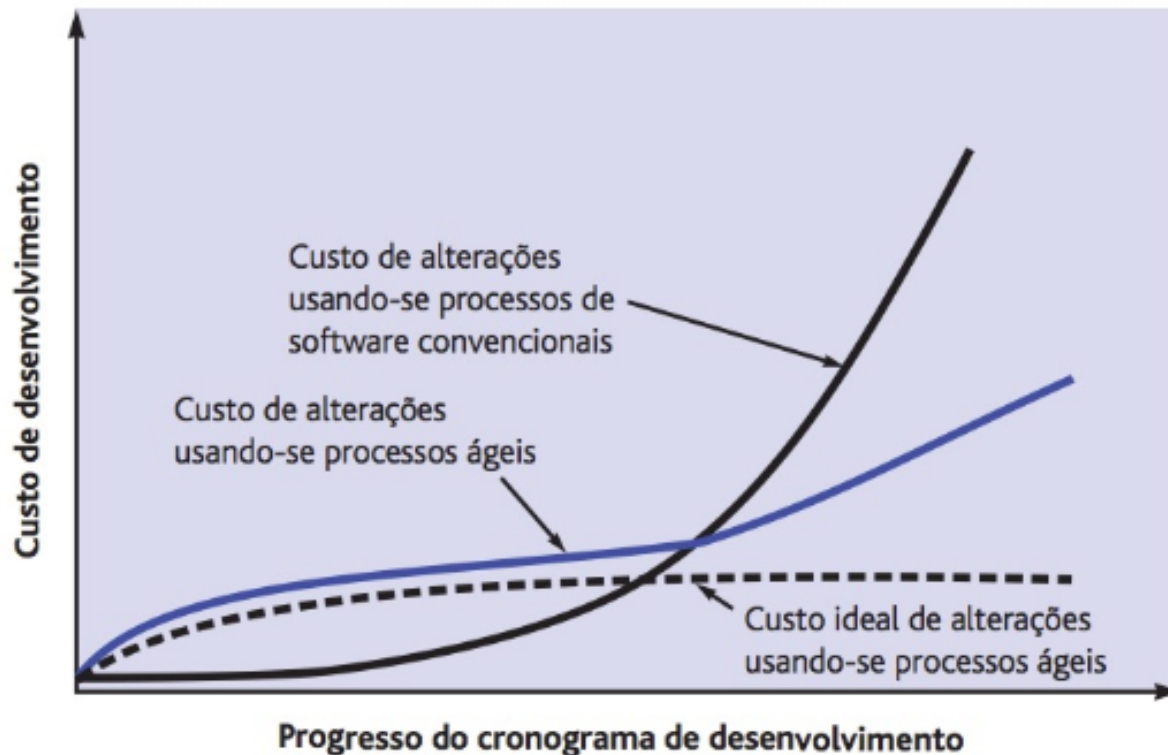 Custo de desenvolvimento
Custo de alterações
usando-se processos de
software convencionais
Custo de alterações
usando-se processos ágeis
Custo ideal de alterações
usando-se processos ágeis
Progresso do cronograma de desenvolvimento